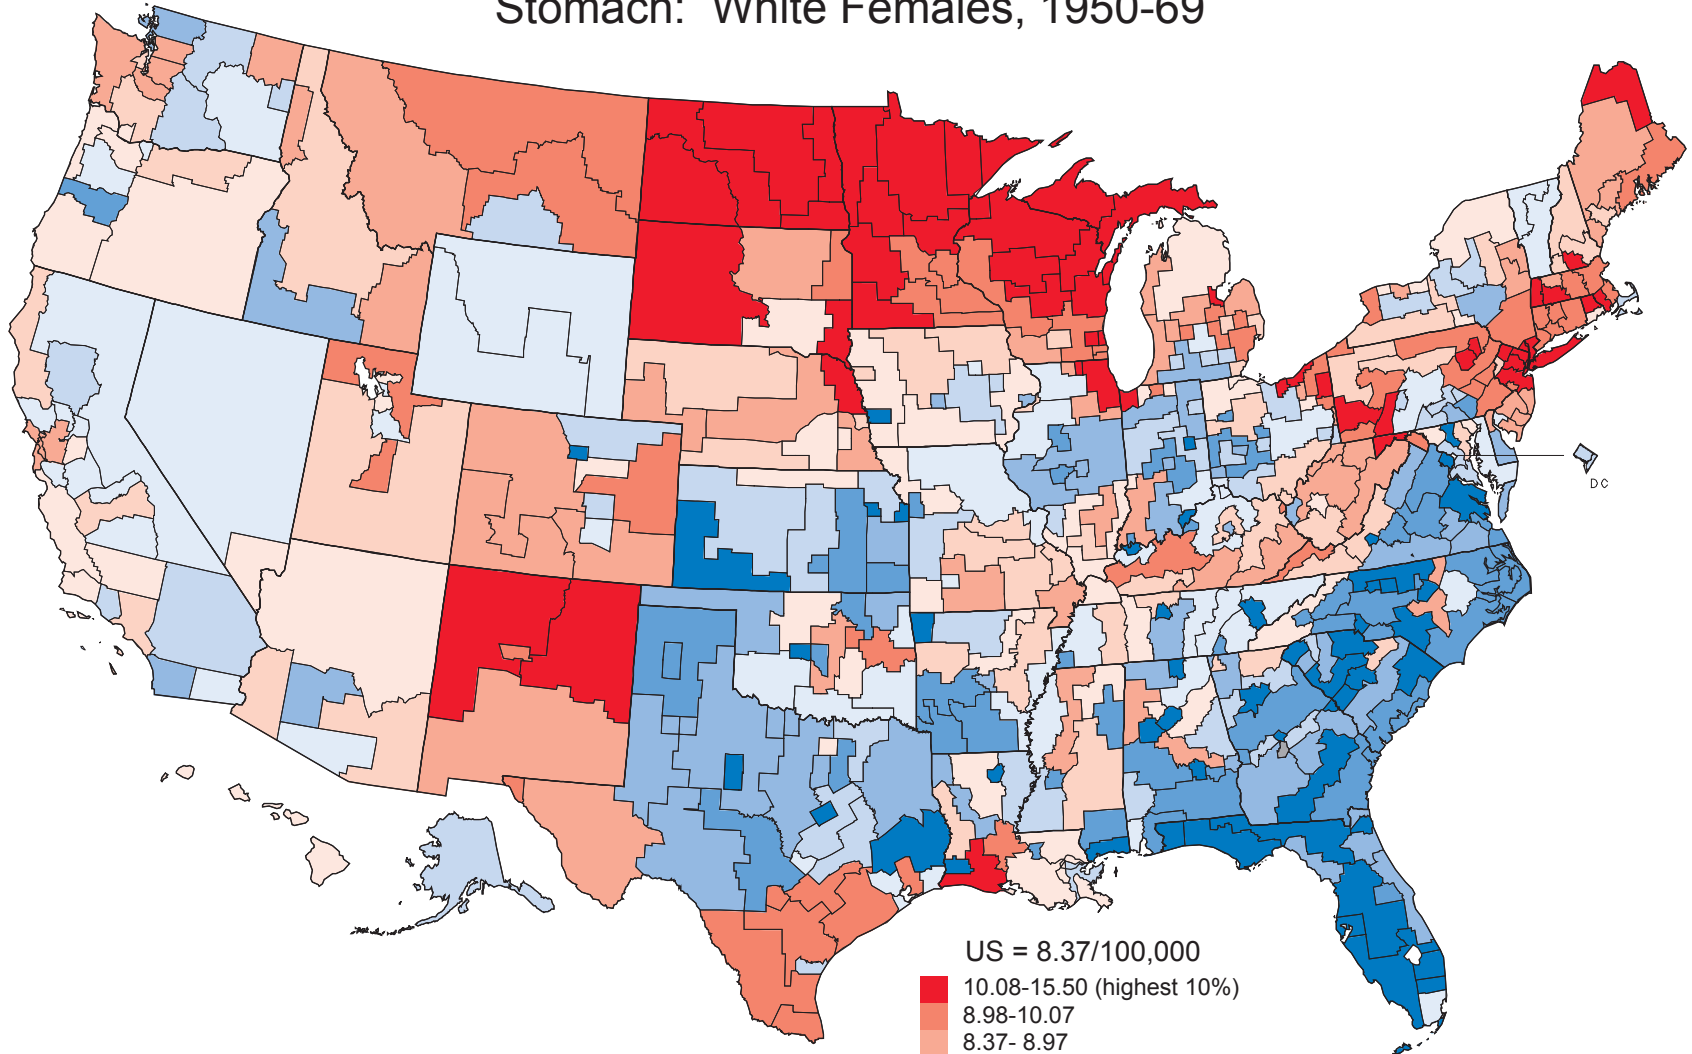 Stomach: White Females, 1950-69
DC
US = 8.37/100,000
10.08-15.50 (highest 10%)
8.98-10.07
8.37- 8.97